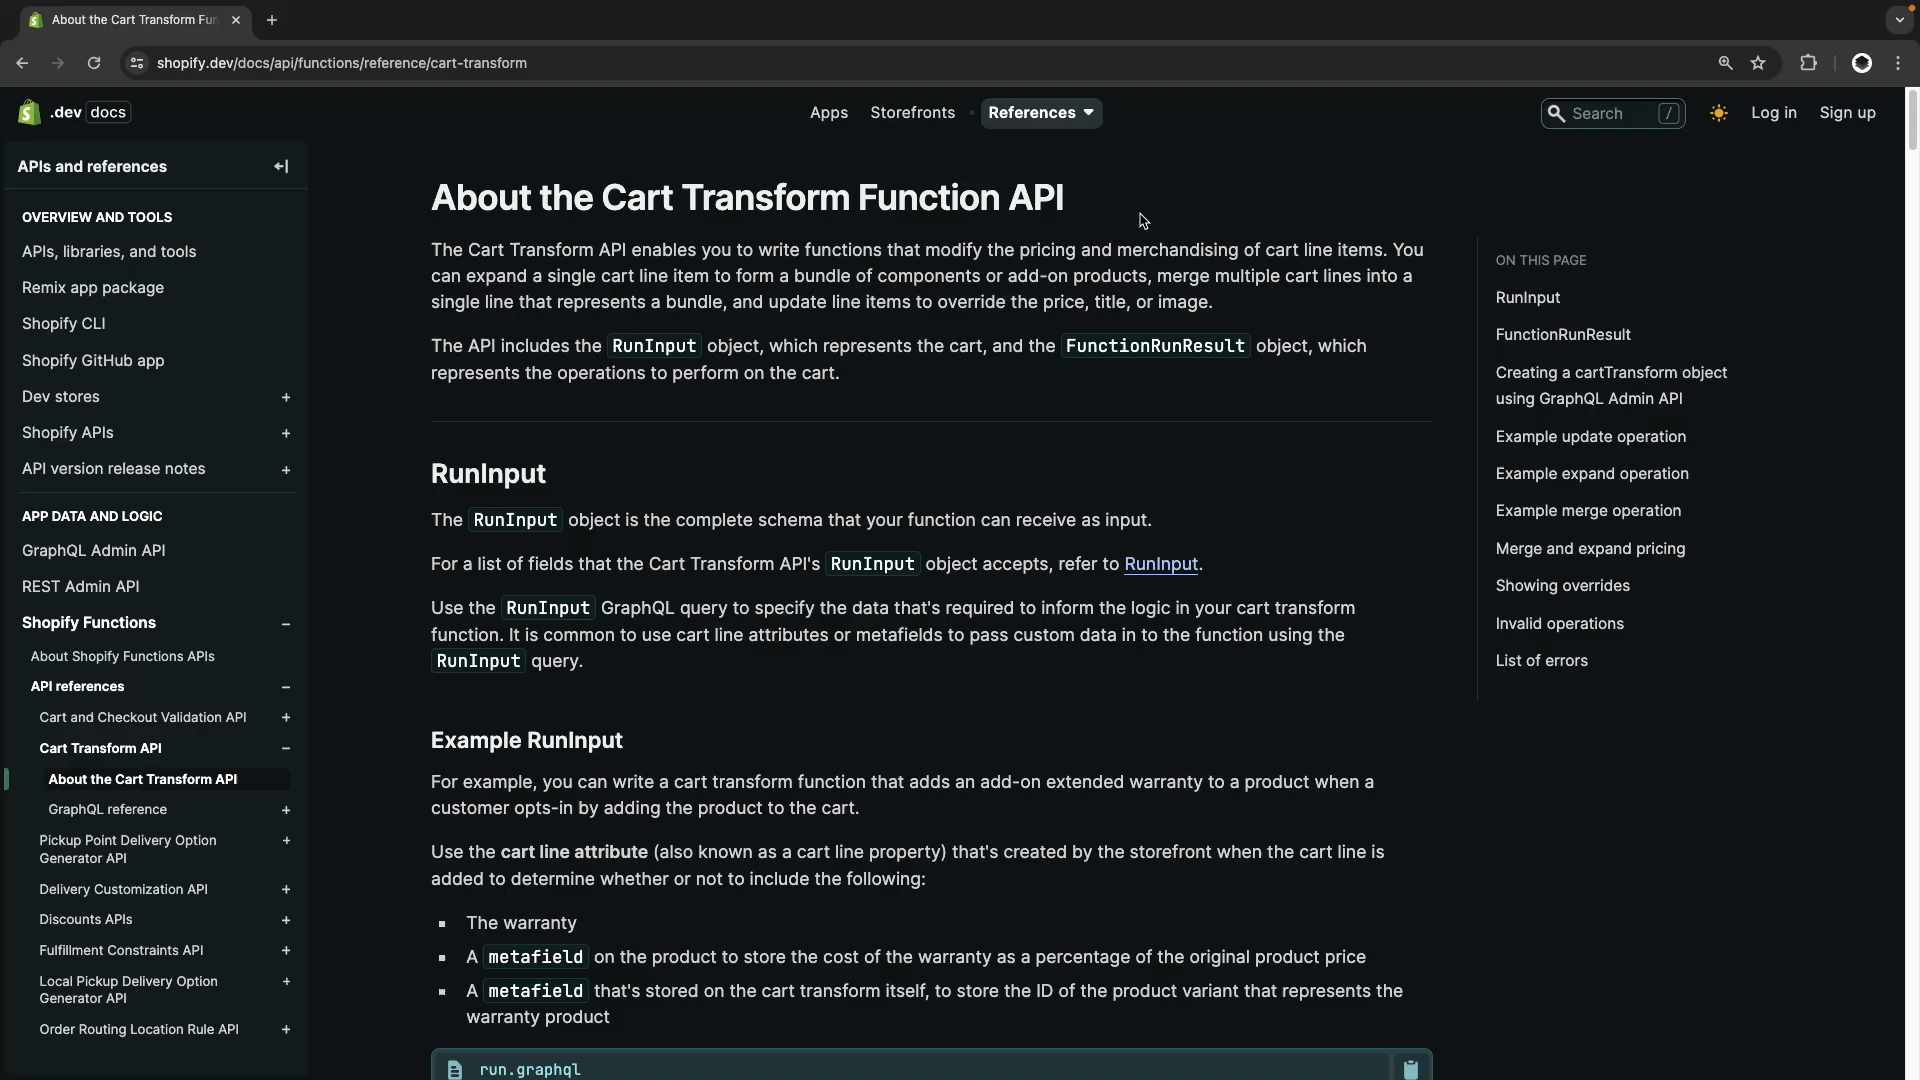 About the Cart Transform Fun
shopify.dev/docs/api/functions/reference/cart-transform
.dev docs
Apps
Storefronts
References
Search /
Log in
Sign up
APIs and references
OVERVIEW AND TOOLS
APIs, libraries, and tools
Remix app package
Shopify CLI
Shopify GitHub app
Dev stores +
Shopify APIs +
API version release notes +
APP DATA AND LOGIC
GraphQL Admin API
REST Admin API
Shopify Functions −
About Shopify Functions APIs
API references −
Cart and Checkout Validation API +
Cart Transform API −
About the Cart Transform API
GraphQL reference +
Pickup Point Delivery Option +
Generator API
Delivery Customization API +
Discounts APIs +
Fulfillment Constraints API +
Local Pickup Delivery Option +
Generator API
Order Routing Location Rule API +
About the Cart Transform Function API
The Cart Transform API enables you to write functions that modify the pricing and merchandising of cart line items. You
can expand a single cart line item to form a bundle of components or add-on products, merge multiple cart lines into a
single line that represents a bundle, and update line items to override the price, title, or image.
The API includes the RunInput object, which represents the cart, and the FunctionRunResult object, which
represents the operations to perform on the cart.
RunInput
The RunInput object is the complete schema that your function can receive as input.
For a list of fields that the Cart Transform API's RunInput object accepts, refer to RunInput.
Use the RunInput GraphQL query to specify the data that's required to inform the logic in your cart transform
function. It is common to use cart line attributes or metafields to pass custom data in to the function using the
RunInput query.
Example RunInput
For example, you can write a cart transform function that adds an add-on extended warranty to a product when a
customer opts-in by adding the product to the cart.
Use the cart line attribute (also known as a cart line property) that's created by the storefront when the cart line is
added to determine whether or not to include the following:
▪ The warranty
▪ A metafield on the product to store the cost of the warranty as a percentage of the original product price
▪ A metafield that's stored on the cart transform itself, to store the ID of the product variant that represents the
warranty product
run.graphql
ON THIS PAGE
RunInput
FunctionRunResult
Creating a cartTransform object
using GraphQL Admin API
Example update operation
Example expand operation
Example merge operation
Merge and expand pricing
Showing overrides
Invalid operations
List of errors